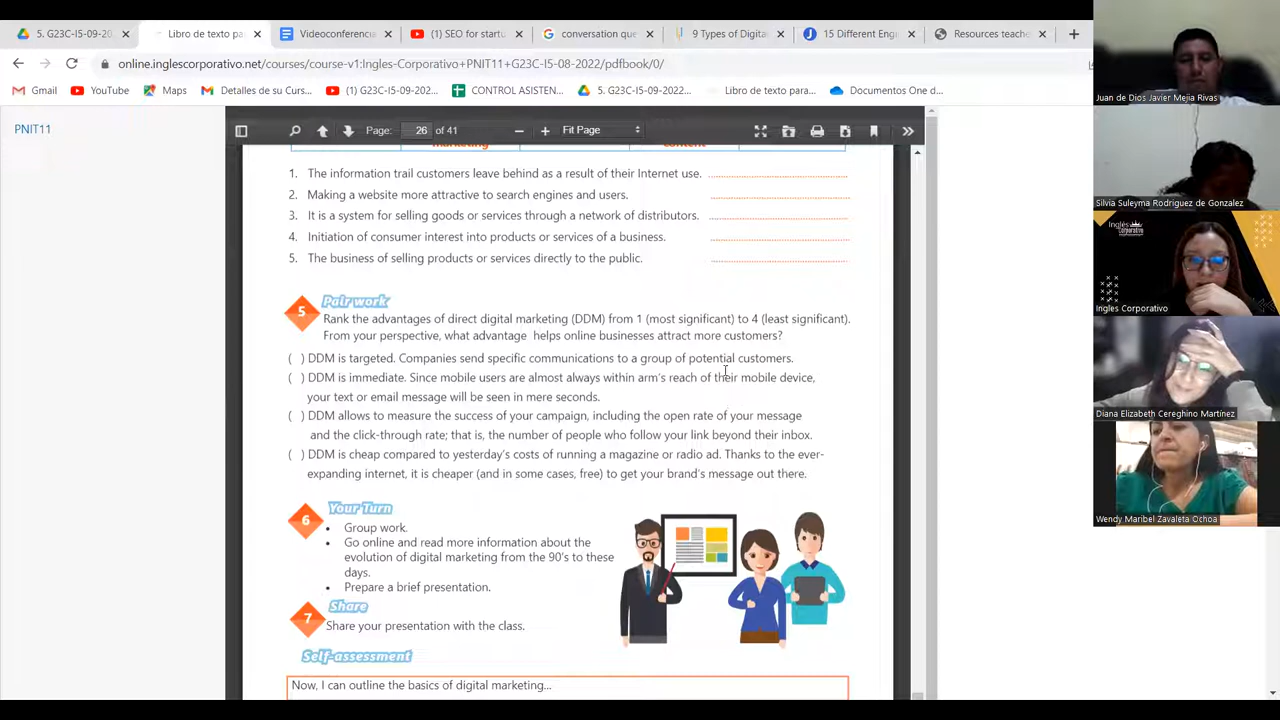 5. G23C-I5-09-20
Libro de texto pa
Videoconferencia
(1) SEO for startu
conversation que
9 Types of Digita
15 Different Eng
Resources teache
online.inglescorporativo.net/courses/course-v1:Ingles-Corporativo+PNIT11+G23C-I5-08-2022/pdfbook/0/
Gmail
YouTube
Maps
Detalles de su Curs...
(1) G23C-I5-09-2022...
CONTROL ASISTEN...
5. G23C-I5-09-2022...
Libro de texto para...
Documentos One d...
PNIT11
Page: 26 of 41
Fit Page
marketing
content
1. The information trail customers leave behind as a result of their Internet use.
2. Making a website more attractive to search engines and users.
3. It is a system for selling goods or services through a network of distributors.
4. Initiation of consumer interest into products or services of a business.
5. The business of selling products or services directly to the public.
5 Pair work
Rank the advantages of direct digital marketing (DDM) from 1 (most significant) to 4 (least significant).
From your perspective, what advantage helps online businesses attract more customers?
( ) DDM is targeted. Companies send specific communications to a group of potential customers.
( ) DDM is immediate. Since mobile users are almost always within arm's reach of their mobile device,
your text or email message will be seen in mere seconds.
( ) DDM allows to measure the success of your campaign, including the open rate of your message
and the click-through rate; that is, the number of people who follow your link beyond their inbox.
( ) DDM is cheap compared to yesterday's costs of running a magazine or radio ad. Thanks to the ever-
expanding internet, it is cheaper (and in some cases, free) to get your brand's message out there.
6 Your Turn
• Group work.
• Go online and read more information about the
evolution of digital marketing from the 90's to these
days.
• Prepare a brief presentation.
7 Share
Share your presentation with the class.
Self-assessment
Now, I can outline the basics of digital marketing...
Juan de Dios Javier Mejia Rivas
Silvia Suleyma Rodriguez de Gonzalez
Inglés
Corporativo
Ingles Corporativo
Diana Elizabeth Cereghino Martínez
Wendy Maribel Zavaleta Ochoa